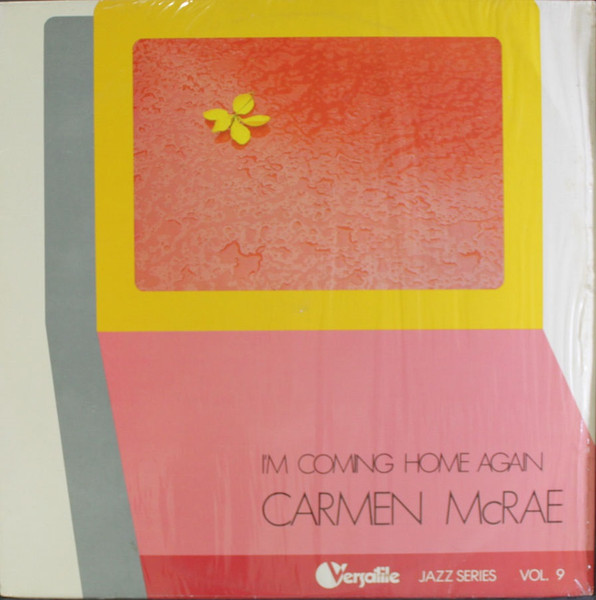 I'M COMING HOME AGAIN
CARMEN McRAE
Versatile JAZZ SERIES VOL. 9